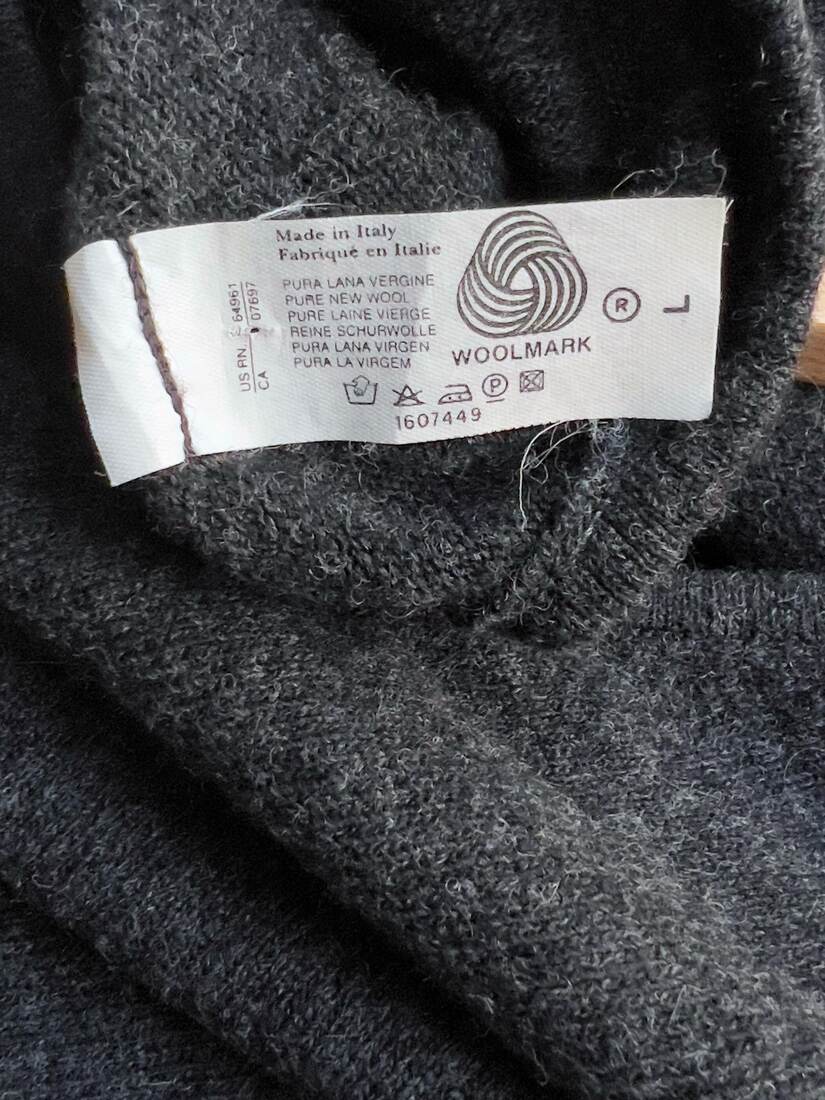 Made in Italy
Fabriqué en Italie
PURA LANA VERGINE
PURE NEW WOOL
PURE LAINE VIERGE
REINE SCHURWOLLE
PURA LANA VIRGEN
PURA LA VIRGEM
US RN 64961
CA 07697
WOOLMARK
®
L
P
1607449